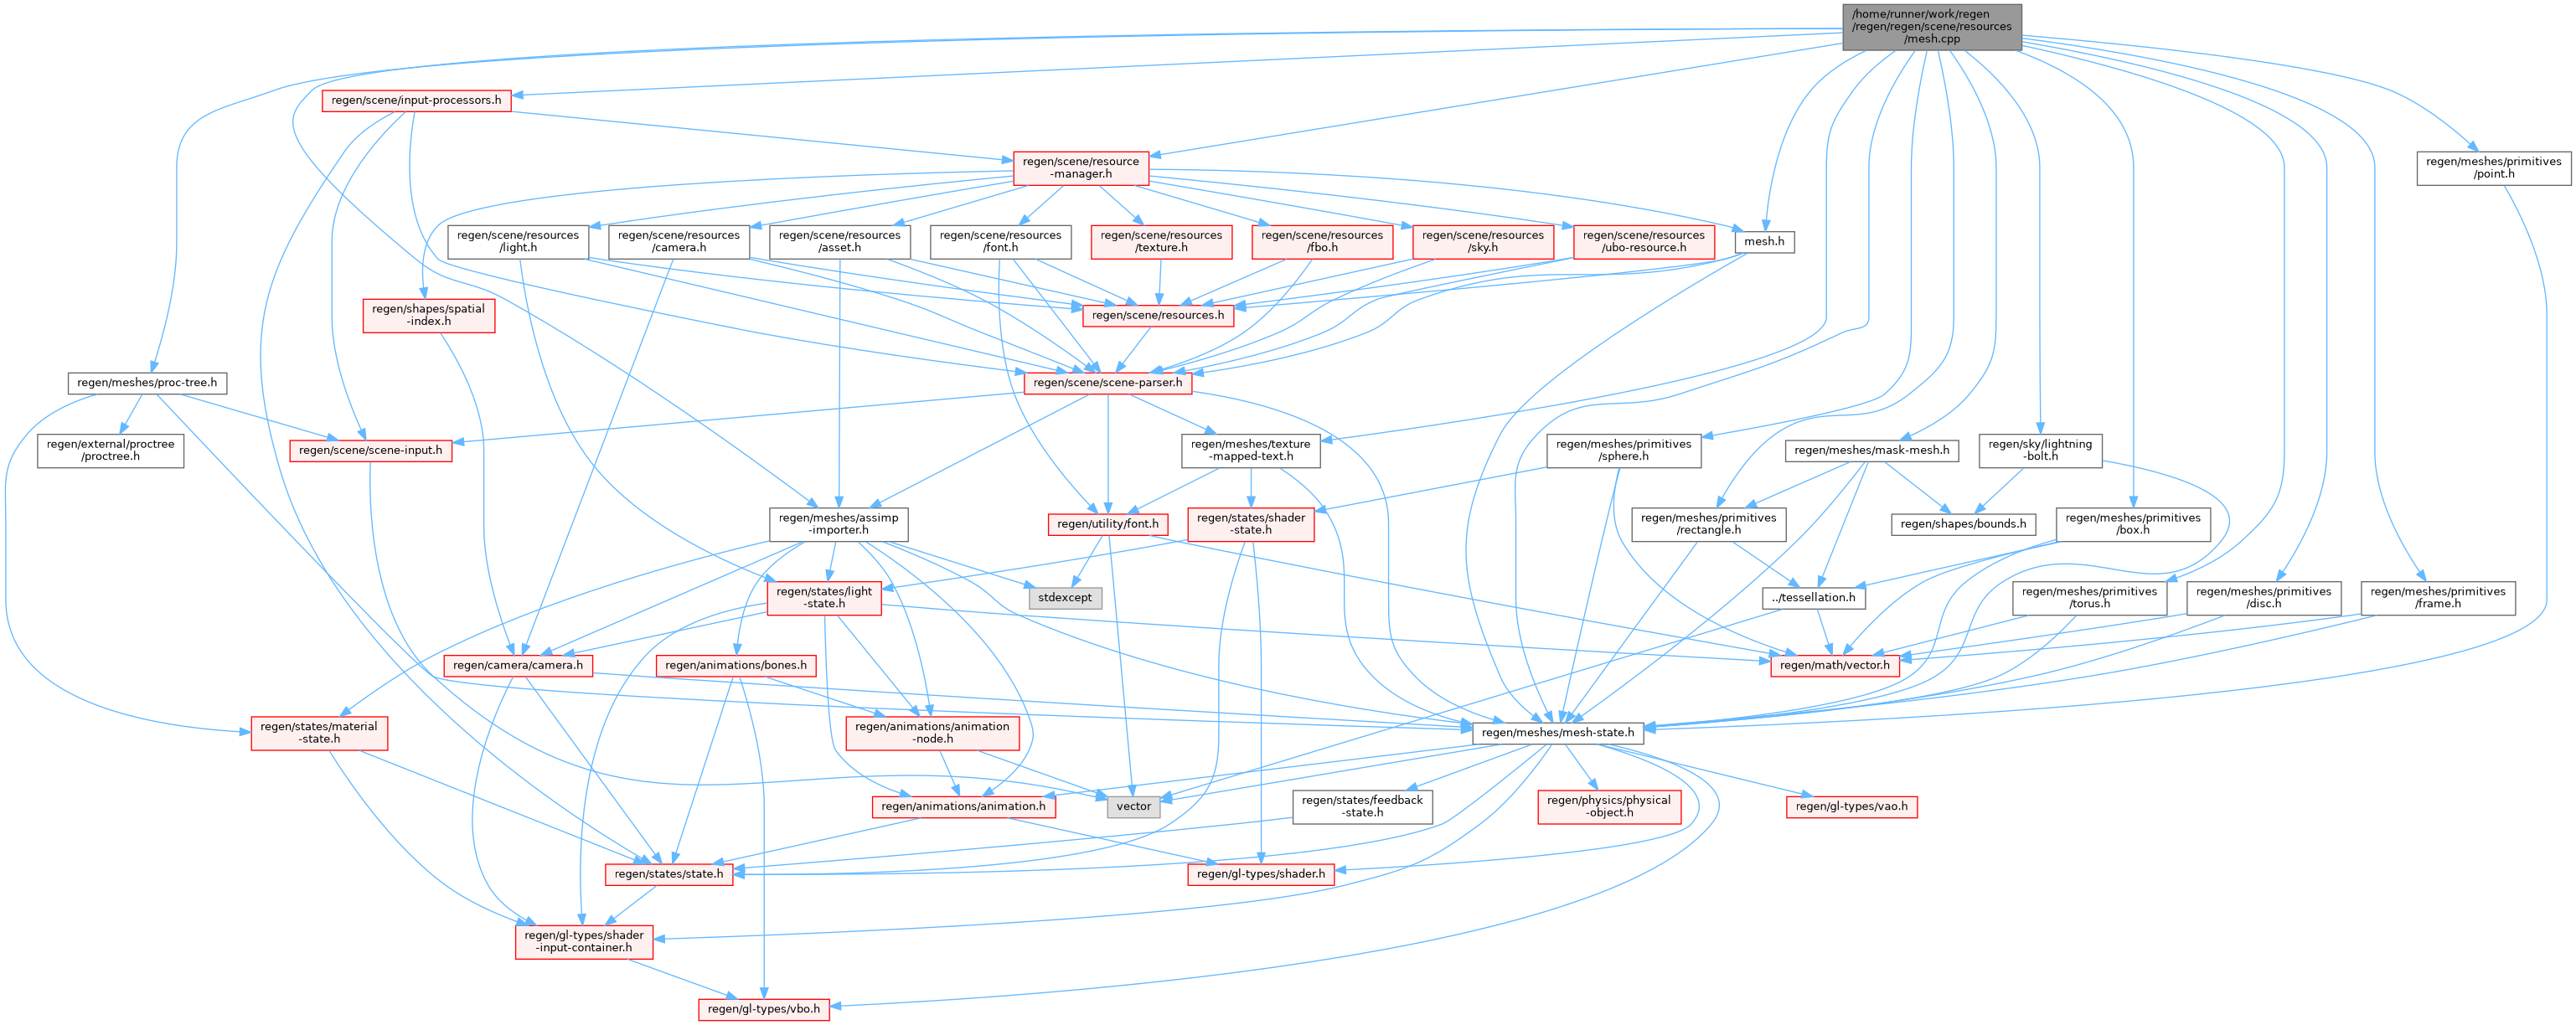 /home/runner/work/regen
/regen/regen/scene/resources
/mesh.cpp
regen/scene/input-processors.h
regen/scene/resource
-manager.h
regen/meshes/primitives
/point.h
regen/scene/resources
/light.h
regen/scene/resources
/camera.h
regen/scene/resources
/asset.h
regen/scene/resources
/font.h
regen/scene/resources
/texture.h
regen/scene/resources
/fbo.h
regen/scene/resources
/sky.h
regen/scene/resources
/ubo-resource.h
mesh.h
regen/shapes/spatial
-index.h
regen/scene/resources.h
regen/meshes/proc-tree.h
regen/scene/scene-parser.h
regen/external/proctree
/proctree.h
regen/scene/scene-input.h
regen/meshes/texture
-mapped-text.h
regen/meshes/primitives
/sphere.h
regen/meshes/mask-mesh.h
regen/sky/lightning
-bolt.h
regen/meshes/assimp
-importer.h
regen/utility/font.h
regen/states/shader
-state.h
regen/meshes/primitives
/rectangle.h
regen/shapes/bounds.h
regen/meshes/primitives
/box.h
regen/states/light
-state.h
stdexcept
../tessellation.h
regen/meshes/primitives
/torus.h
regen/meshes/primitives
/disc.h
regen/meshes/primitives
/frame.h
regen/camera/camera.h
regen/animations/bones.h
regen/math/vector.h
regen/states/material
-state.h
regen/animations/animation
-node.h
regen/meshes/mesh-state.h
regen/animations/animation.h
vector
regen/states/feedback
-state.h
regen/physics/physical
-object.h
regen/gl-types/vao.h
regen/states/state.h
regen/gl-types/shader.h
regen/gl-types/shader
-input-container.h
regen/gl-types/vbo.h